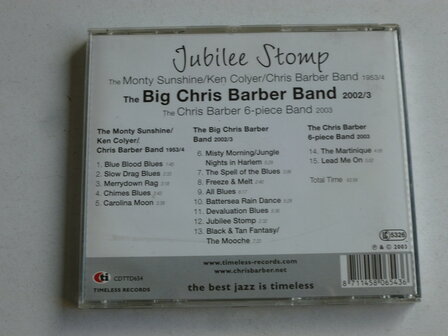 Jubilee Stomp
The Monty Sunshine/Ken Colyer/Chris Barber Band 1953/4
The Big Chris Barber Band 2002/3
The Chris Barber 6-piece Band 2003
The Monty Sunshine/
Ken Colyer/
Chris Barber Band 1953/4
1. Blue Blood Blues
2. Slow Drag Blues
3. Merrydown Rag
4. Chimes Blues
5. Carolina Moon
The Big Chris Barber
Band 2002/3
6. Misty Morning/Jungle
Nights in Harlem
7. The Spell of the Blues
8. Freeze & Melt
9. All Blues
10. Battersea Rain Dance
11. Devaluation Blues
12. Jubilee Stomp
13. Black & Tan Fantasy/
The Mooche
The Chris Barber
6-piece Band 2003
14. The Martinique
15. Lead Me On
Total Time
5326
℗ & © 2003
TIMELESS RECORDS
CDTTD634
www.timeless-records.com
www.chrisbarber.net
the best jazz is timeless
8 711458 065436